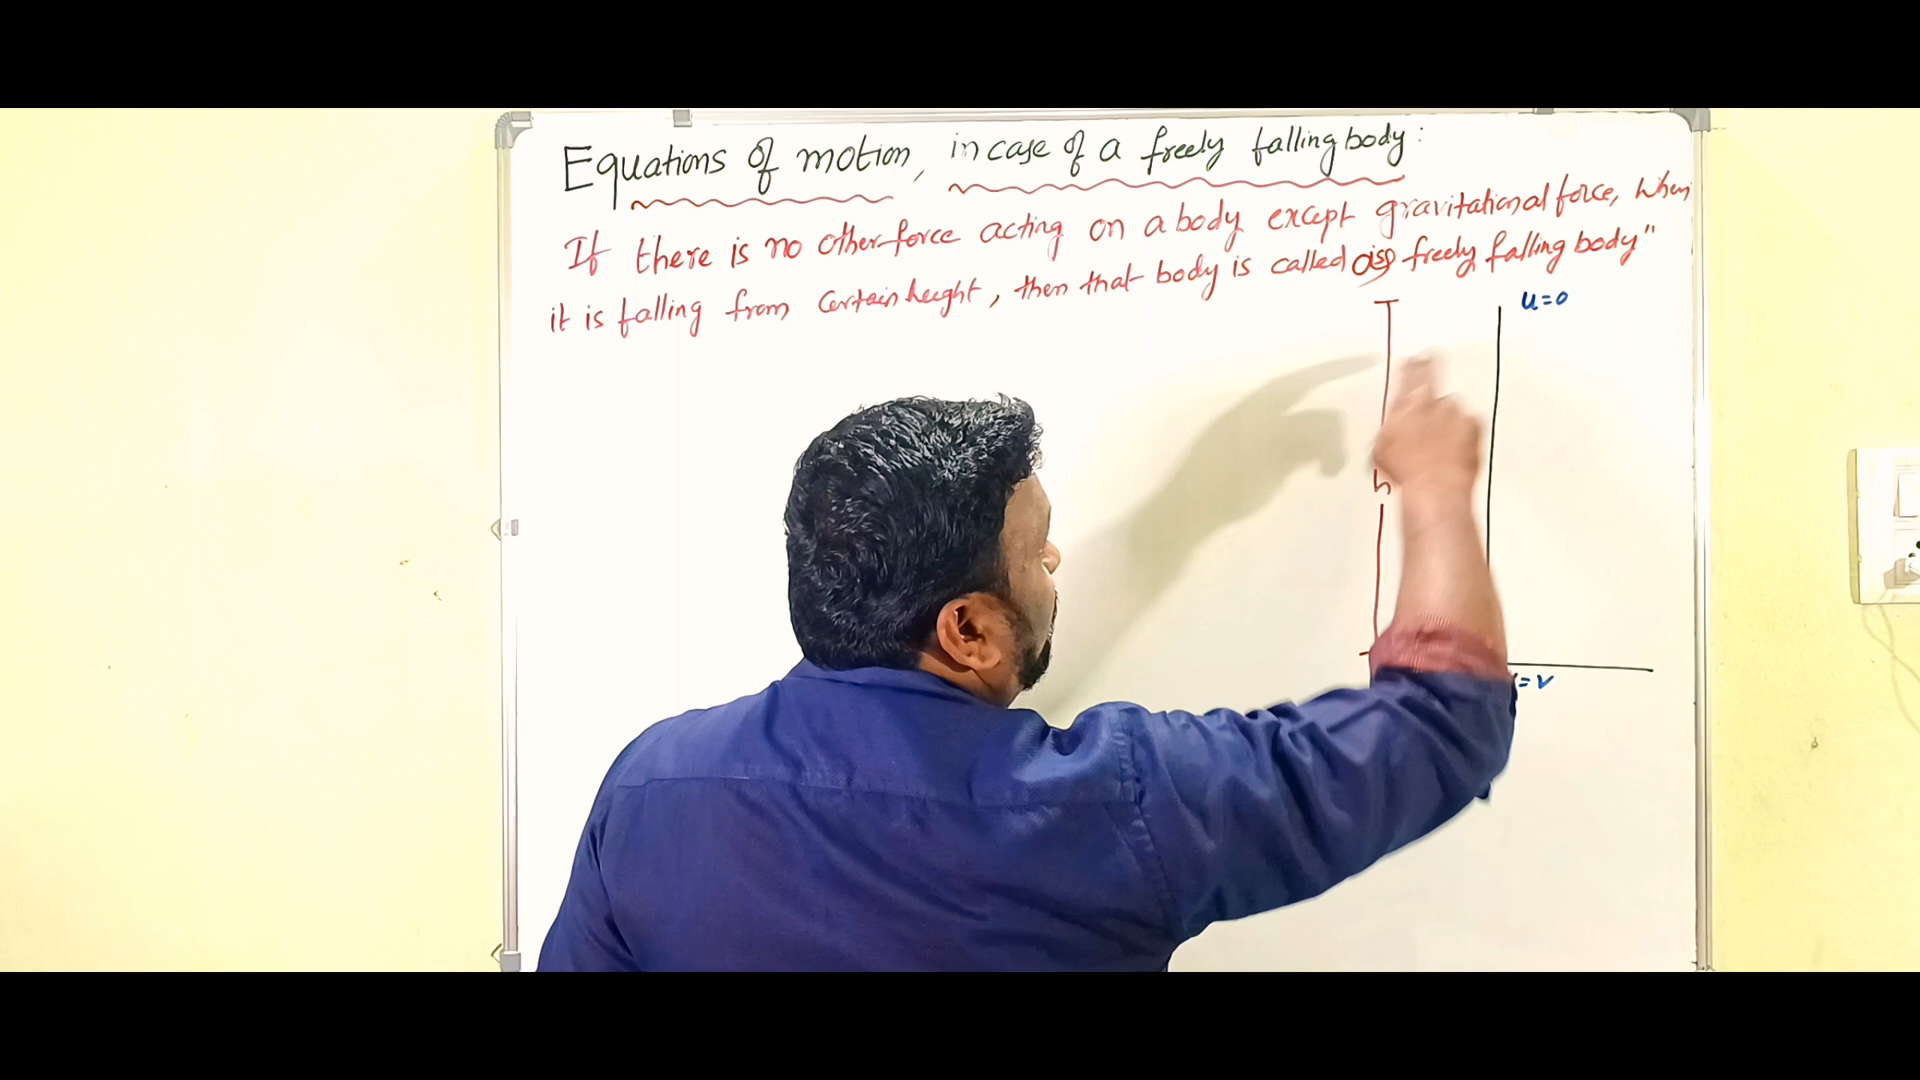 Equations of motion, in case of a freely falling body:
If there is no other force acting on a body except gravitational force, when
it is falling from certain height, then that body is called as freely falling body"
u=0
h
=v